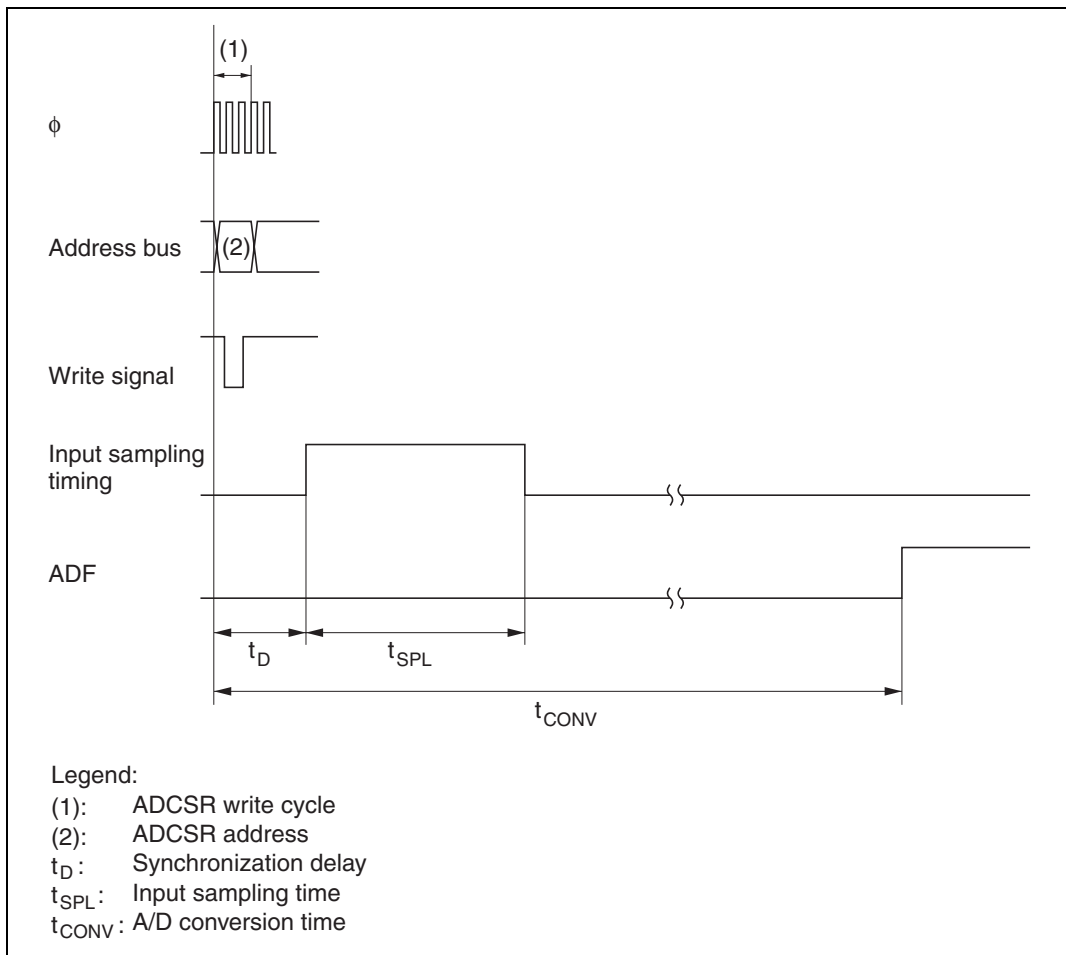 (1)
ϕ
Address bus
(2)
Write signal
Input sampling
timing
ADF
tD
tSPL
tCONV
Legend:
(1): ADCSR write cycle
(2): ADCSR address
tD : Synchronization delay
tSPL : Input sampling time
tCONV : A/D conversion time